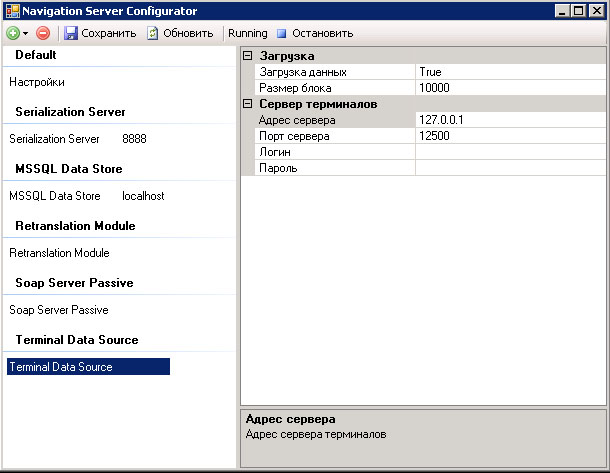 Navigation Server Configurator
Сохранить Обновить Running Остановить
Default
Настройки
Serialization Server
Serialization Server 8888
MSSQL Data Store
MSSQL Data Store localhost
Retranslation Module
Retranslation Module
Soap Server Passive
Soap Server Passive
Terminal Data Source
Terminal Data Source
Загрузка
Загрузка данных True
Размер блока 10000
Сервер терминалов
Адрес сервера 127.0.0.1
Порт сервера 12500
Логин
Пароль
Адрес сервера
Адрес сервера терминалов